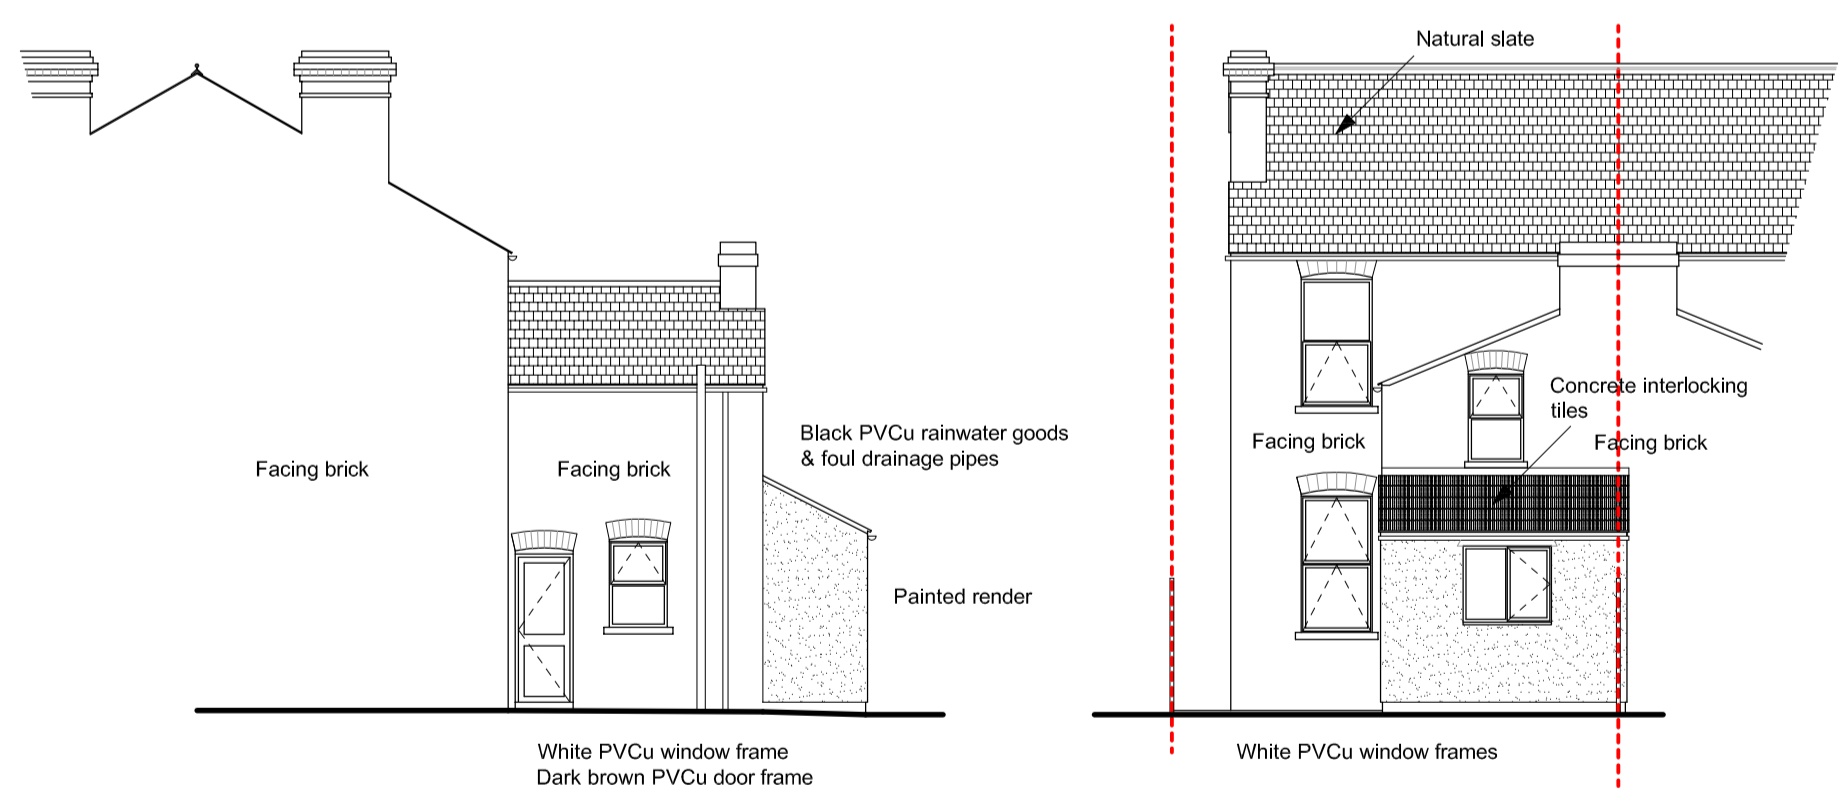 Natural slate
Concrete interlocking
tiles
Black PVCu rainwater goods
& foul drainage pipes
Facing brick
Facing brick
Facing brick
Facing brick
Painted render
White PVCu window frame
Dark brown PVCu door frame
White PVCu window frames